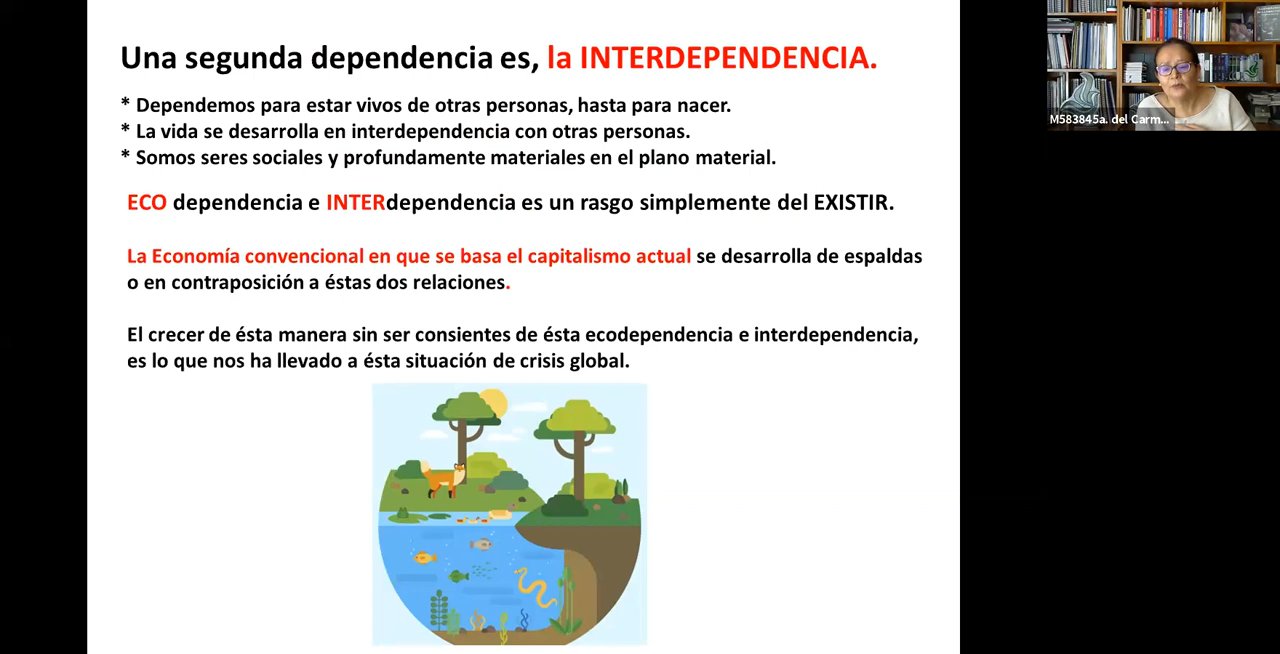 Una segunda dependencia es, la INTERDEPENDENCIA.
* Dependemos para estar vivos de otras personas, hasta para nacer.
* La vida se desarrolla en interdependencia con otras personas.
* Somos seres sociales y profundamente materiales en el plano material.
ECO dependencia e INTERdependencia es un rasgo simplemente del EXISTIR.
La Economía convencional en que se basa el capitalismo actual se desarrolla de espaldas
o en contraposición a éstas dos relaciones.
El crecer de ésta manera sin ser consientes de ésta ecodependencia e interdependencia,
es lo que nos ha llevado a ésta situación de crisis global.
M583845a. del Carm...